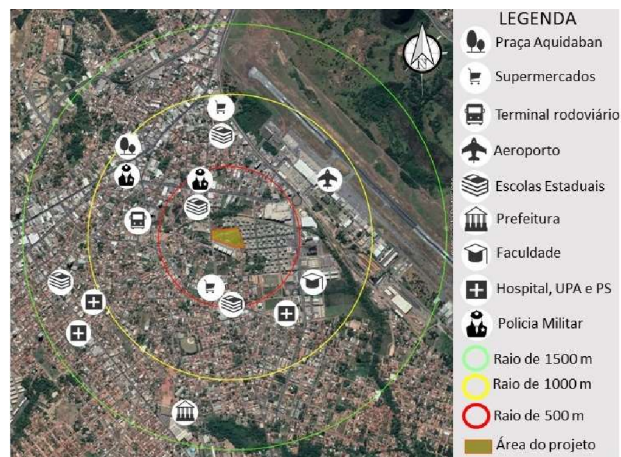 LEGENDA
Praça Aquidaban
Supermercados
Terminal rodoviário
Aeroporto
Escolas Estaduais
Prefeitura
Faculdade
Hospital, UPA e PS
Policia Militar
Raio de 1500 m
Raio de 1000 m
Raio de 500 m
Área do projeto
N